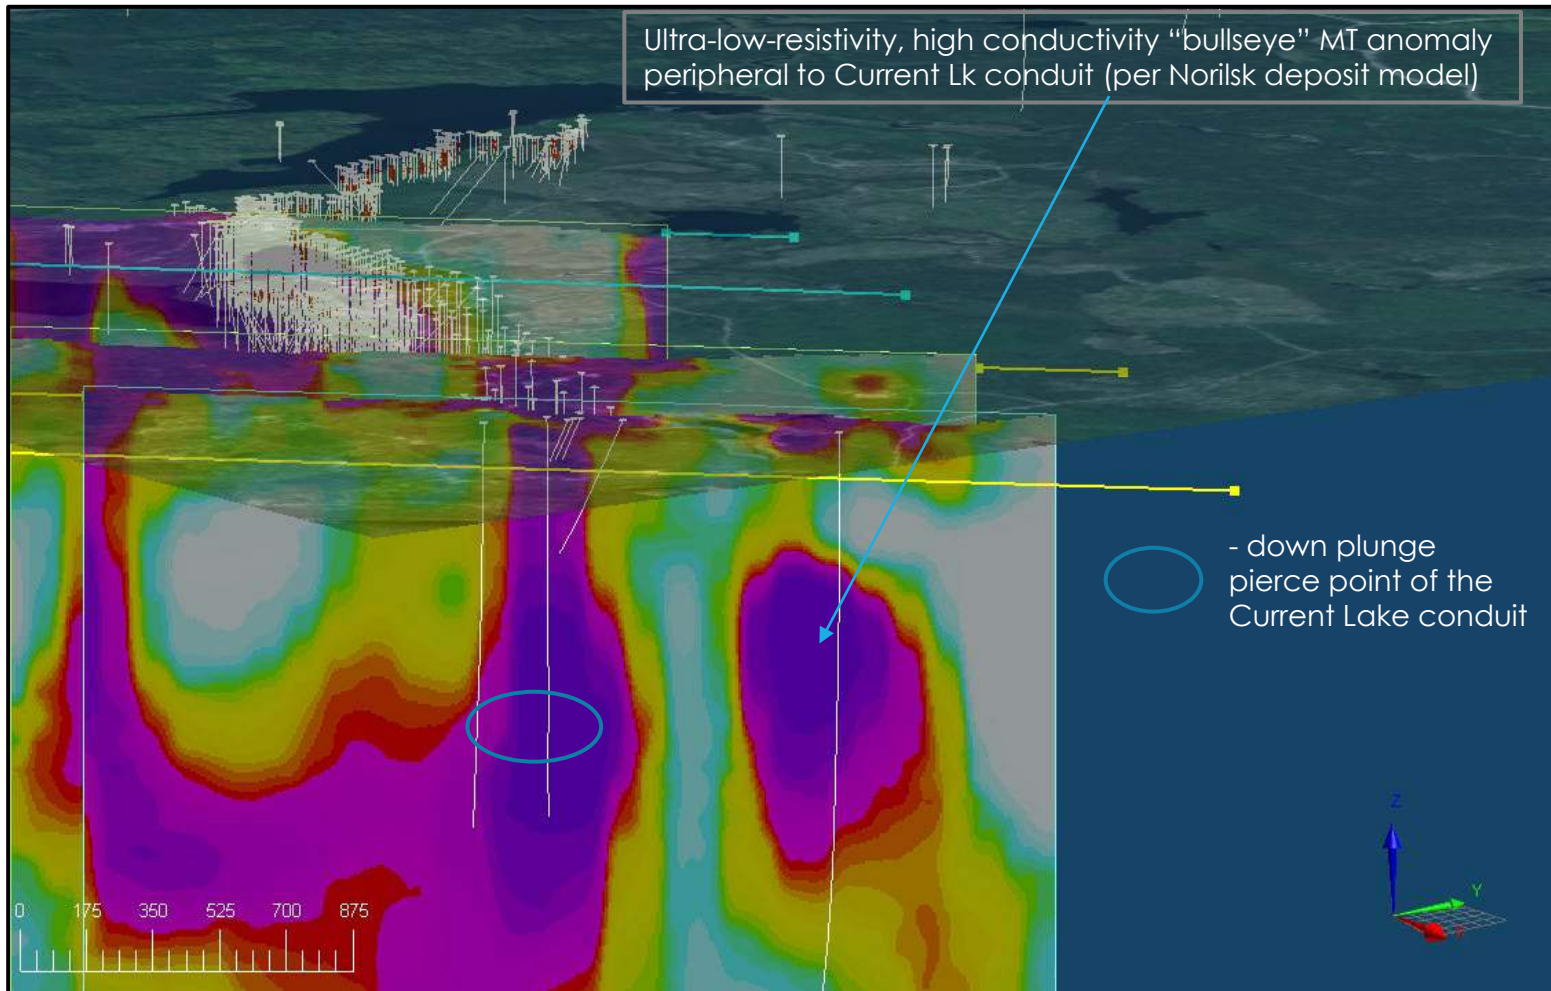 Ultra-low-resistivity, high conductivity “bullseye” MT anomaly
peripheral to Current Lk conduit (per Norilsk deposit model)
- down plunge
pierce point of the
Current Lake conduit
Z
Y
X
0 175 350 525 700 875